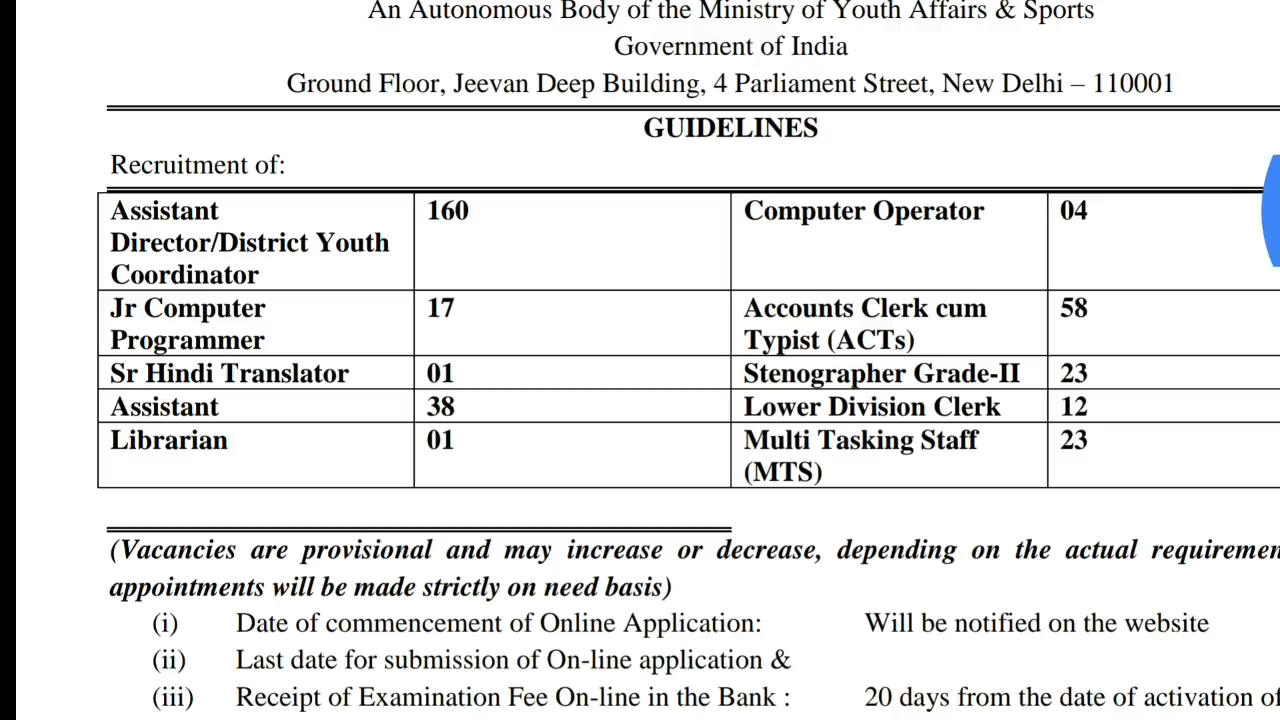 An Autonomous Body of the Ministry of Youth Affairs & Sports
Government of India
Ground Floor, Jeevan Deep Building, 4 Parliament Street, New Delhi – 110001
GUIDELINES
Recruitment of:
Assistant Director/District Youth Coordinator 160 Computer Operator 04
Jr Computer Programmer 17 Accounts Clerk cum Typist (ACTs) 58
Sr Hindi Translator 01 Stenographer Grade-II 23
Assistant 38 Lower Division Clerk 12
Librarian 01 Multi Tasking Staff (MTS) 23
(Vacancies are provisional and may increase or decrease, depending on the actual
appointments will be made strictly on need basis)
(i) Date of commencement of Online Application: Will be notified on the website
(ii) Last date for submission of On-line application &
(iii) Receipt of Examination Fee On-line in the Bank : 20 days from the date of activation of